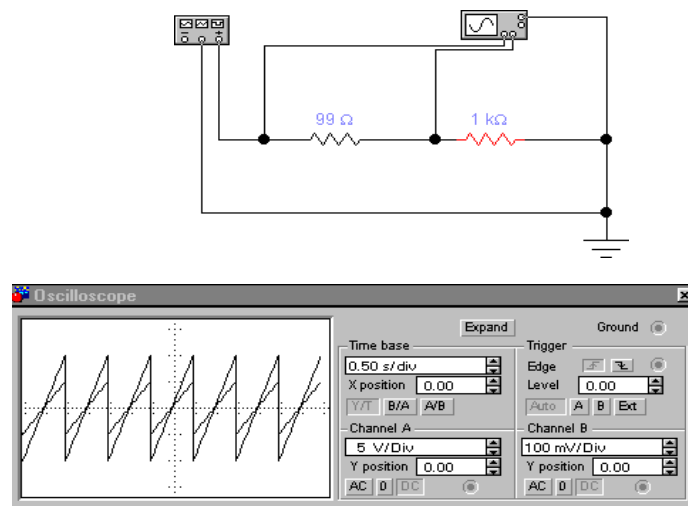 99 Ω
1 kΩ
Oscilloscope
Expand
Ground
Time base
0.50 s/div
X position 0.00
Y/T B/A A/B
Trigger
Edge
Level 0.00
Auto A B Ext
Channel A
5 V/Div
Y position 0.00
AC 0 DC
Channel B
100 mV/Div
Y position 0.00
AC 0 DC